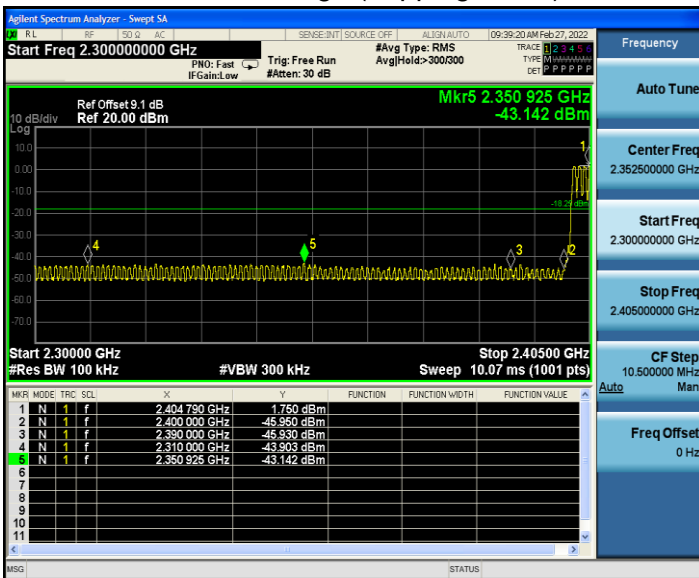 Agilent Spectrum Analyzer - Swept SA
RL RF 50 Ω AC SENSE:INT SOURCE OFF ALIGN AUTO 09:39:20 AM Feb 27, 2022
Start Freq 2.300000000 GHz
PNO: Fast
IFGain:Low
Trig: Free Run
#Atten: 30 dB
#Avg Type: RMS
Avg|Hold:>300/300
TRACE 1 2 3 4 5 6
TYPE M
DET P P P P P P
Mkr5 2.350 925 GHz
-43.142 dBm
Ref Offset 9.1 dB
10 dB/div Ref 20.00 dBm
Log
10.0
0.00
-10.0
-20.0
-30.0
-40.0
-50.0
-60.0
-70.0
1
-18.25 dBm
4
5
3
2
Start 2.30000 GHz Stop 2.40500 GHz
#Res BW 100 kHz #VBW 300 kHz Sweep 10.07 ms (1001 pts)
MKR MODE TRC SCL X Y FUNCTION FUNCTION WIDTH FUNCTION VALUE
1 N 1 f 2.404 790 GHz 1.750 dBm
2 N 1 f 2.400 000 GHz -45.950 dBm
3 N 1 f 2.390 000 GHz -45.930 dBm
4 N 1 f 2.310 000 GHz -43.903 dBm
5 N 1 f 2.350 925 GHz -43.142 dBm
6
7
8
9
10
11
MSG STATUS
Frequency
Auto Tune
Center Freq
2.352500000 GHz
Start Freq
2.300000000 GHz
Stop Freq
2.405000000 GHz
CF Step
10.500000 MHz
Auto Man
Freq Offset
0 Hz